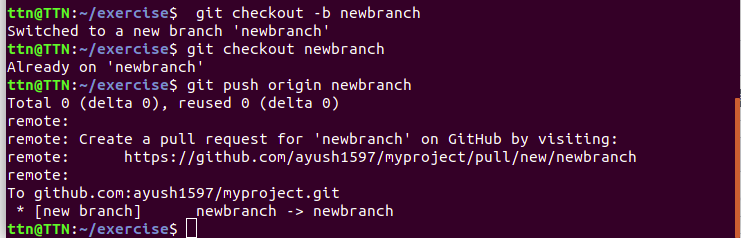 ttn@TTN:~/exercise$  git checkout -b newbranch
Switched to a new branch 'newbranch'
ttn@TTN:~/exercise$ git checkout newbranch
Already on 'newbranch'
ttn@TTN:~/exercise$ git push origin newbranch
Total 0 (delta 0), reused 0 (delta 0)
remote:
remote: Create a pull request for 'newbranch' on GitHub by visiting:
remote:      https://github.com/ayush1597/myproject/pull/new/newbranch
remote:
To github.com:ayush1597/myproject.git
 * [new branch]      newbranch -> newbranch
ttn@TTN:~/exercise$